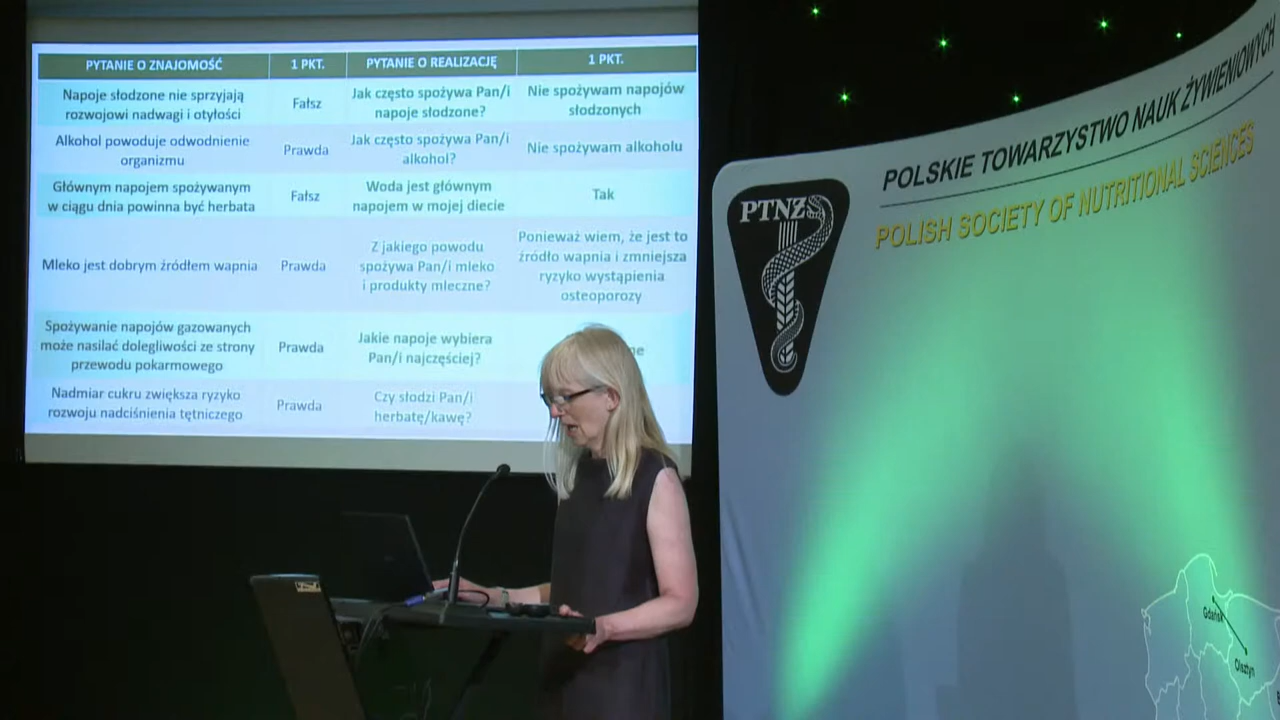 PYTANIE O ZNAJOMOŚĆ 1 PKT. PYTANIE O REALIZACJĘ 1 PKT.
Napoje słodzone nie sprzyjają
rozwojowi nadwagi i otyłości
Fałsz
Jak często spożywa Pan/i
napoje słodzone?
Nie spożywam napojów
słodzonych
Alkohol powoduje odwodnienie
organizmu
Prawda
Jak często spożywa Pan/i
alkohol?
Nie spożywam alkoholu
Głównym napojem spożywanym
w ciągu dnia powinna być herbata
Fałsz
Woda jest głównym
napojem w mojej diecie
Tak
Mleko jest dobrym źródłem wapnia
Prawda
Z jakiego powodu
spożywa Pan/i mleko
i produkty mleczne?
Ponieważ wiem, że jest to
źródło wapnia i zmniejsza
ryzyko wystąpienia
osteoporozy
Spożywanie napojów gazowanych
może nasilać dolegliwości ze strony
przewodu pokarmowego
Prawda
Jakie napoje wybiera
Pan/i najczęściej?
Nadmiar cukru zwiększa ryzyko
rozwoju nadciśnienia tętniczego
Prawda
Czy słodzi Pan/i
herbatę/kawę?
POLSKIE TOWARZYSTWO NAUK ŻYWIENIOWYCH
POLISH SOCIETY OF NUTRITIONAL SCIENCES
PTNŻ
Gdańsk
Olsztyn